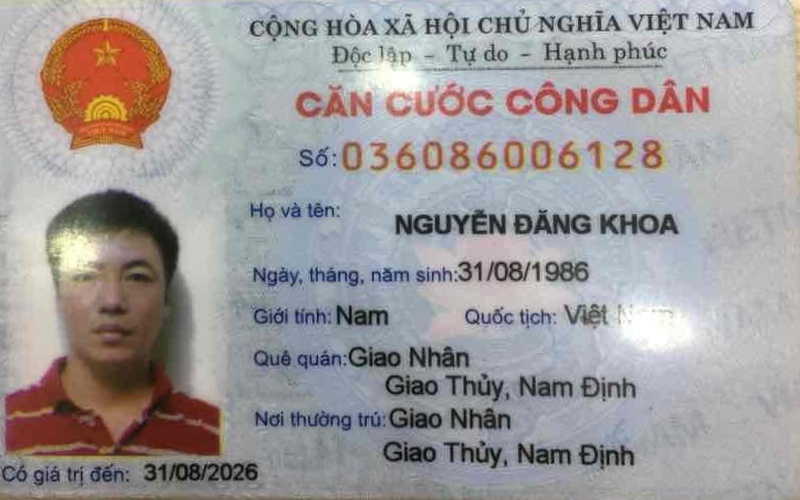 CỘNG HÒA XÃ HỘI CHỦ NGHĨA VIỆT NAM
Độc lập - Tự do - Hạnh phúc
CĂN CƯỚC CÔNG DÂN
Số: 036086006128
Họ và tên: NGUYỄN ĐĂNG KHOA
Ngày, tháng, năm sinh: 31/08/1986
Giới tính: Nam Quốc tịch: Việt Nam
Quê quán: Giao Nhân
Giao Thủy, Nam Định
Nơi thường trú: Giao Nhân
Giao Thủy, Nam Định
Có giá trị đến: 31/08/2026